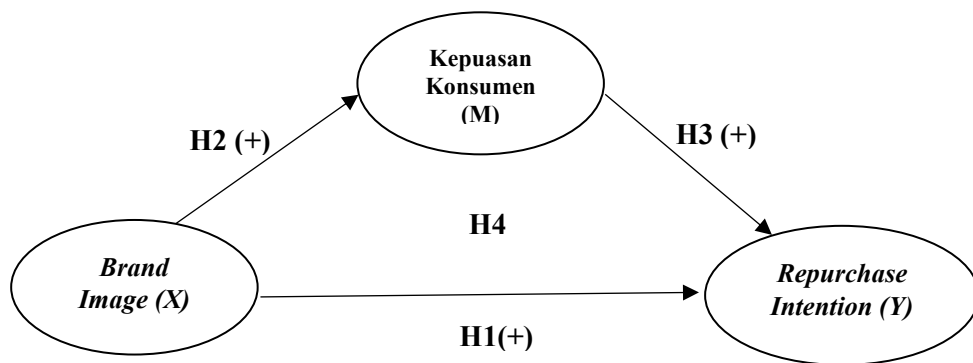 Kepuasan
Konsumen
(M)
H2 (+)
H3 (+)
H4
Brand
Image (X)
Repurchase
Intention (Y)
H1(+)